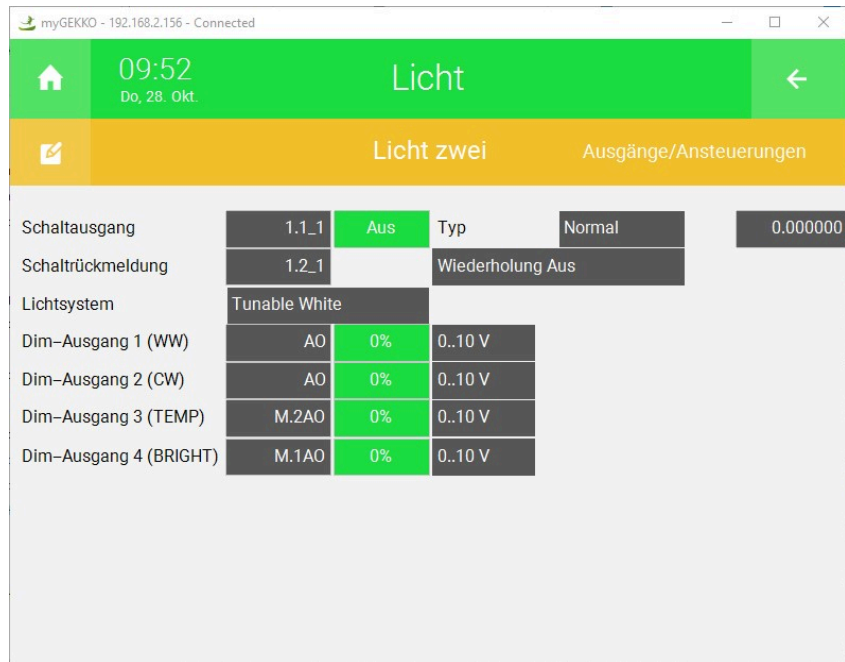 myGEKKO - 192.168.2.156 - Connected
09:52
Do, 28. Okt.
Licht
Licht zwei
Ausgänge/Ansteuerungen
Schaltausgang 1.1_1 Aus Typ Normal 0.000000
Schaltrückmeldung 1.2_1 Wiederholung Aus
Lichtsystem Tunable White
Dim-Ausgang 1 (WW) AO 0% 0..10 V
Dim-Ausgang 2 (CW) AO 0% 0..10 V
Dim-Ausgang 3 (TEMP) M.2AO 0% 0..10 V
Dim-Ausgang 4 (BRIGHT) M.1AO 0% 0..10 V